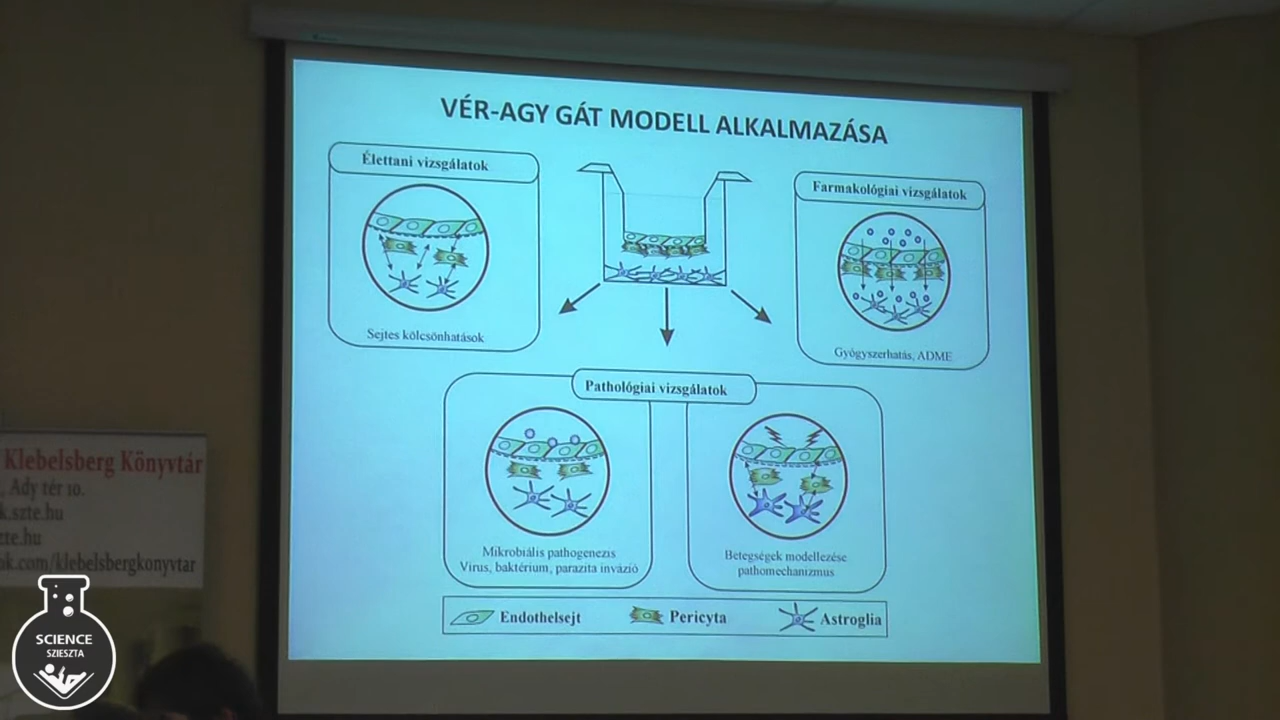 VÉR-AGY GÁT MODELL ALKALMAZÁSA
Élettani vizsgálatok
Sejtes kölcsönhatások
Farmakológiai vizsgálatok
Gyógyszerhatás, ADME
Pathológiai vizsgálatok
Mikrobiális pathogenezis
Vírus, baktérium, parazita invázió
Betegségek modellezése
pathomechanizmus
Endothelsejt
Pericyta
Astroglia
Klebelsberg Könyvtár
, Ady tér 10.
k.szte.hu
zte.hu
ok.com/klebelsbergkonyvtar
SCIENCE
SZIESZTA